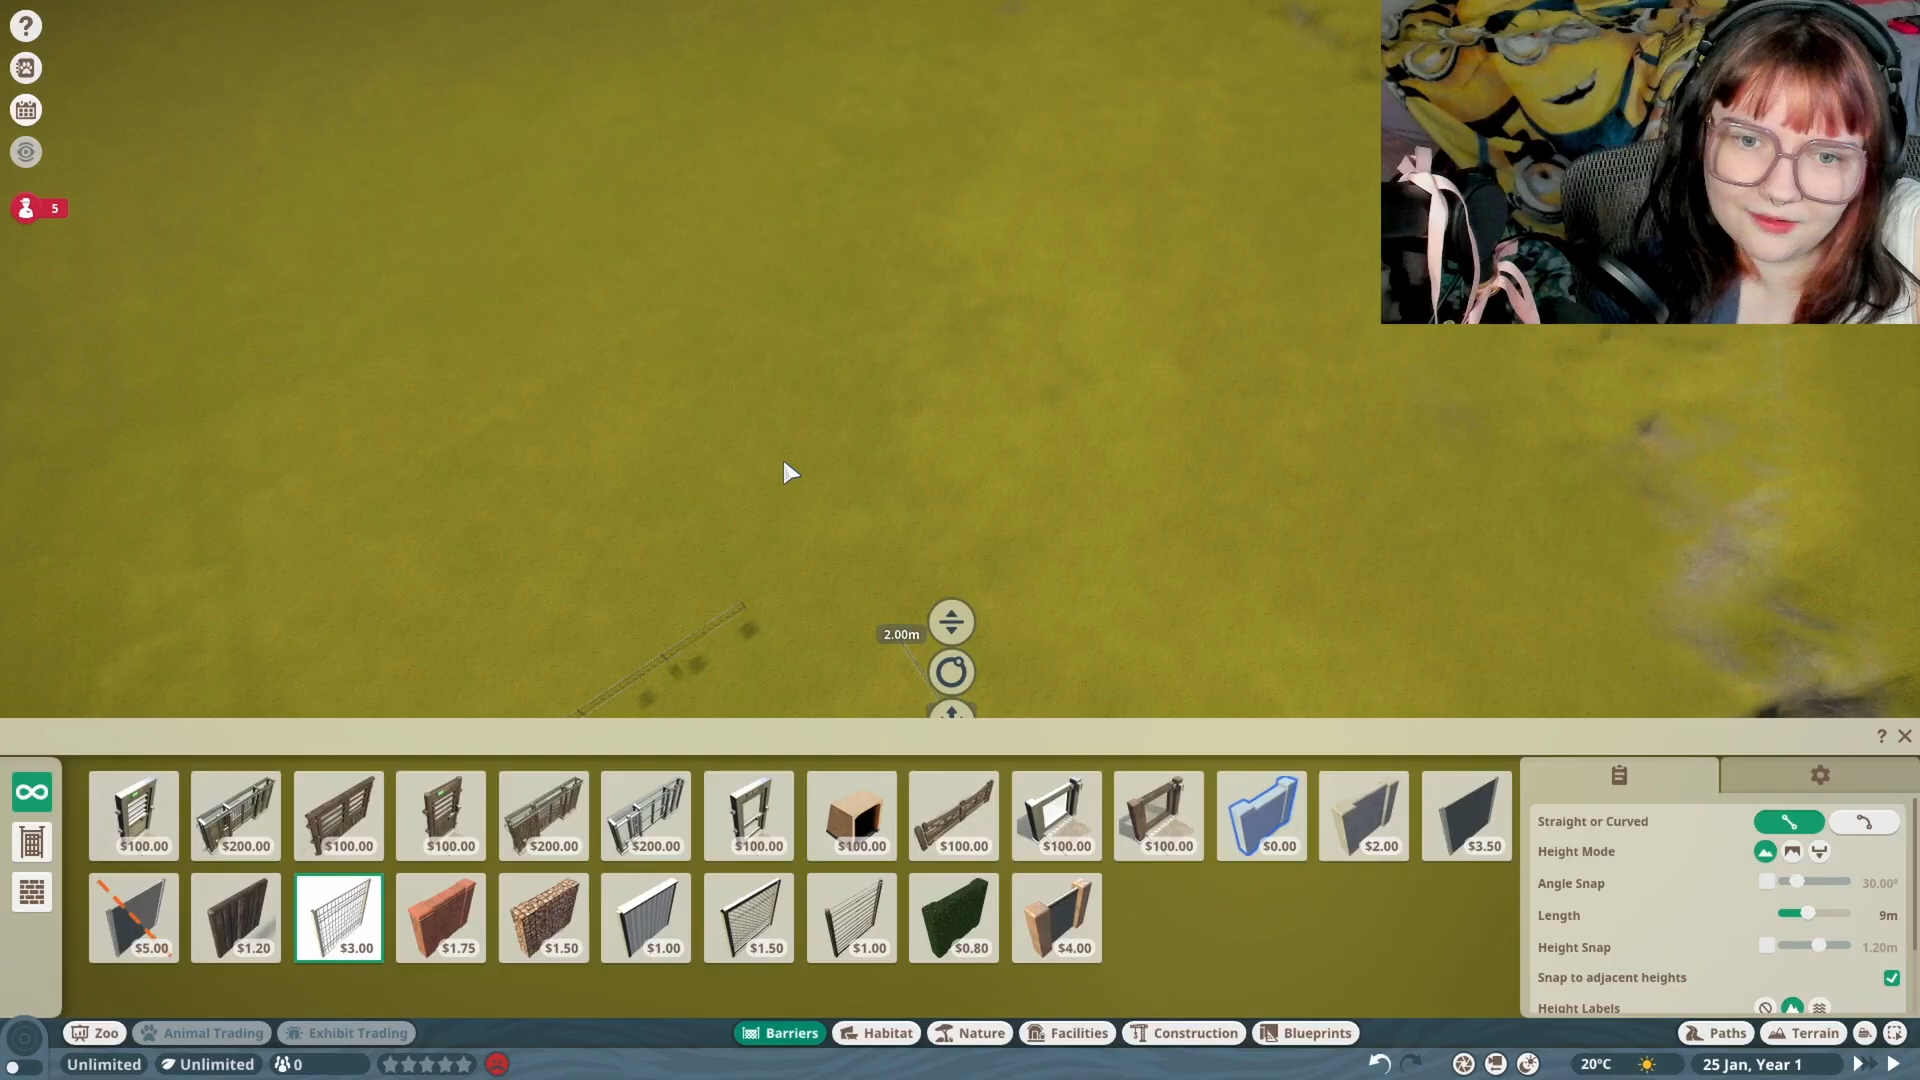 ?
5
2.00m
?
$100.00
$200.00
$100.00
$100.00
$200.00
$200.00
$100.00
$100.00
$100.00
$100.00
$100.00
$0.00
$2.00
$3.50
$5.00
$1.20
$3.00
$1.75
$1.50
$1.00
$1.50
$1.00
$0.80
$4.00
Straight or Curved
Height Mode
Angle Snap 30.00°
Length 9m
Height Snap 1.20m
Snap to adjacent heights
Height Labels
Zoo Animal Trading Exhibit Trading Barriers Habitat Nature Facilities Construction Blueprints Paths Terrain
Unlimited Unlimited 0 20°C 25 Jan, Year 1